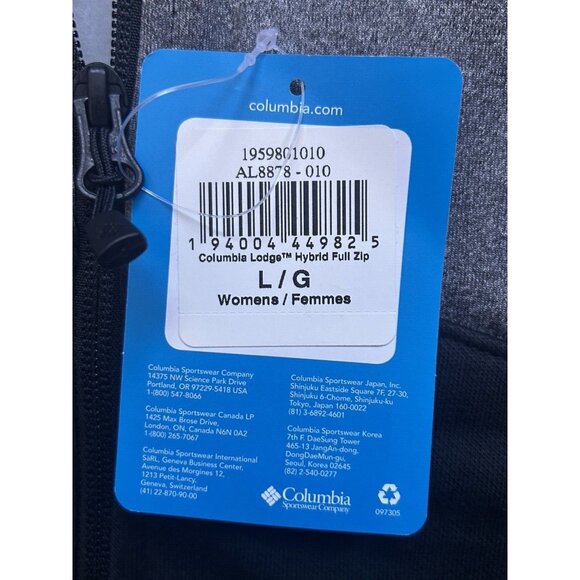 columbia.com
1959801010
AL8878 - 010
1 94004 44982 5
Columbia Lodge™ Hybrid Full Zip
L / G
Womens / Femmes
Columbia Sportswear Company
14375 NW Science Park Drive
Portland, OR 97229-5418 USA
1-(800) 547-8066
Columbia Sportswear Canada LP
1425 Max Brose Drive,
London, ON, Canada N6N 0A2
1-(800) 265-7067
Columbia Sportswear International
SàRL, Geneva Business Center,
Avenue des Morgines 12,
1213 Petit-Lancy,
Geneva, Switzerland
(41) 22-870-90-00
Columbia Sportswear Japan, Inc.
Shinjuku Eastside Square 7F, 27-30,
Shinjuku 6-Chome, Shinjuku-ku
Tokyo, Japan 160-0022
(81) 3-6892-4601
Columbia Sportswear Korea
7th F. DaeSung Tower
465-13 JangAn-dong,
DongDaeMun-gu,
Seoul, Korea 02645
(82) 2-540-0277
Columbia
Sportswear Company
097305